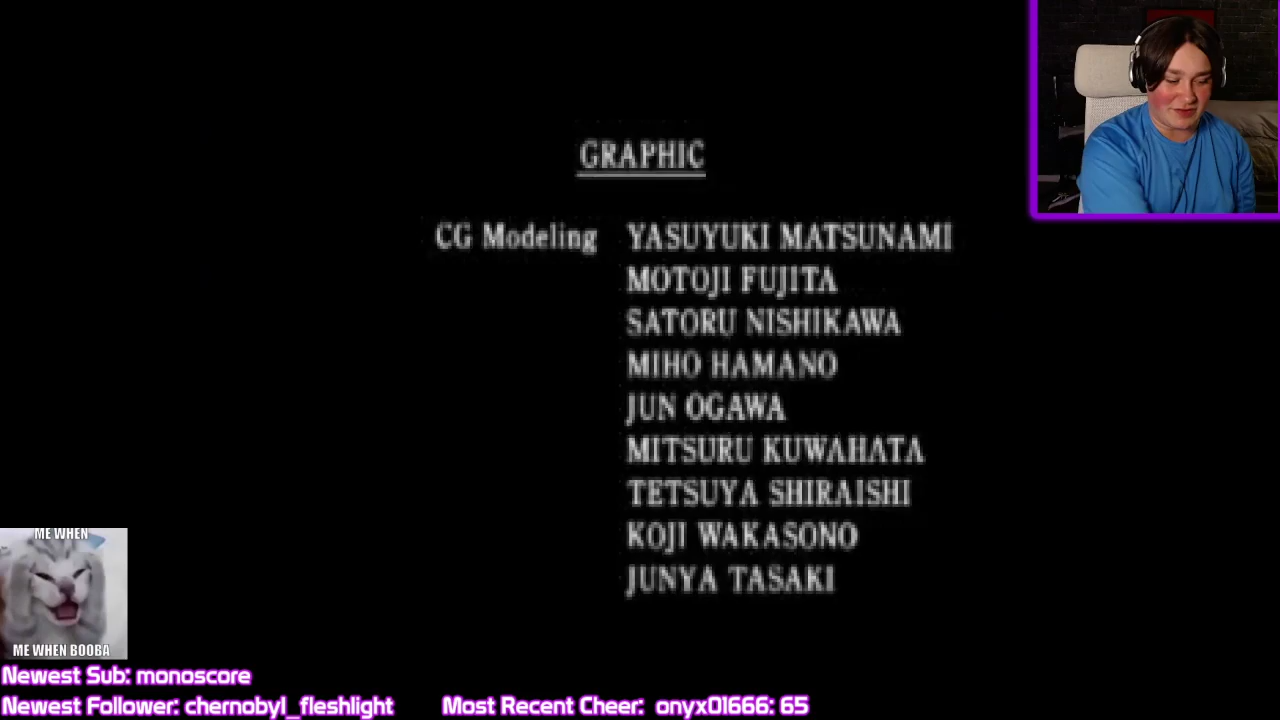 GRAPHIC
CG Modeling YASUYUKI MATSUNAMI
MOTOJI FUJITA
SATORU NISHIKAWA
MIHO HAMANO
JUN OGAWA
MITSURU KUWAHATA
TETSUYA SHIRAISHI
KOJI WAKASONO
JUNYA TASAKI
ME WHEN
ME WHEN BOOBA
Newest Sub: monoscore
Newest Follower: chernobyl_fleshlight Most Recent Cheer: onyx01666: 65